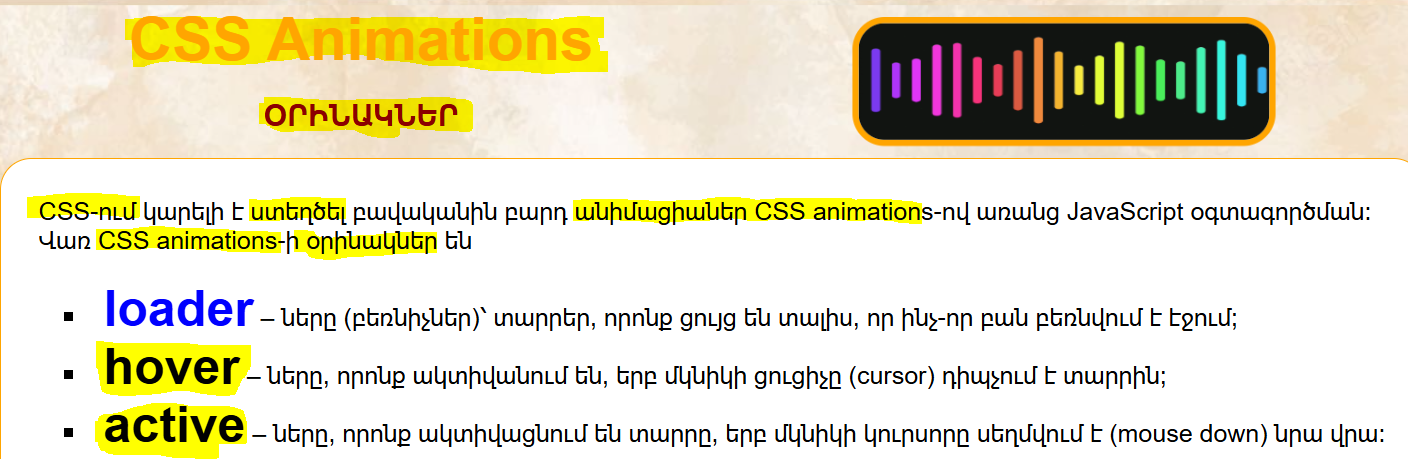 CSS Animations
ՕՐԻՆԱԿՆԵՐ
CSS-ում կարելի է ստեղծել բավականին բարդ անիմացիաներ CSS animations-ով առանց JavaScript օգտագործման:
Վառ CSS animations-ի օրինակներ են
▪ loader – ները (բեռնիչներ)՝ տարրեր, որոնք ցույց են տալիս, որ ինչ-որ բան բեռնվում է էջում;
▪ hover – ները, որոնք ակտիվանում են, երբ մկնիկի ցուցիչը (cursor) դիպչում է տարրին;
▪ active – ները, որոնք ակտիվացնում են տարրը, երբ մկնիկի կուրսորը սեղմվում է (mouse down) նրա վրա: